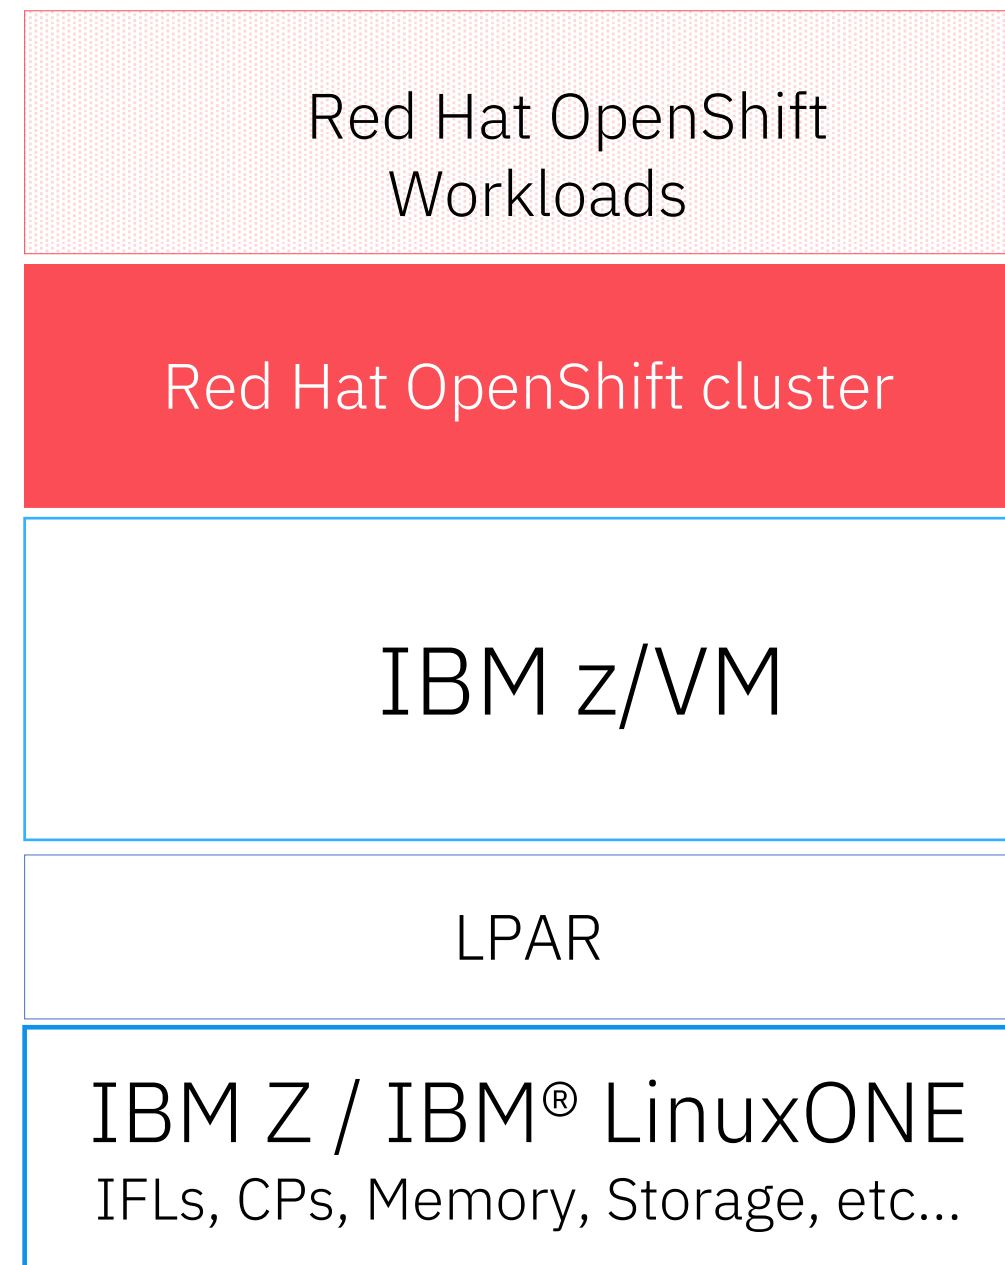 Red Hat OpenShift
Workloads
Red Hat OpenShift cluster
IBM z/VM
LPAR
IBM Z / IBM® LinuxONE
IFLs, CPs, Memory, Storage, etc...